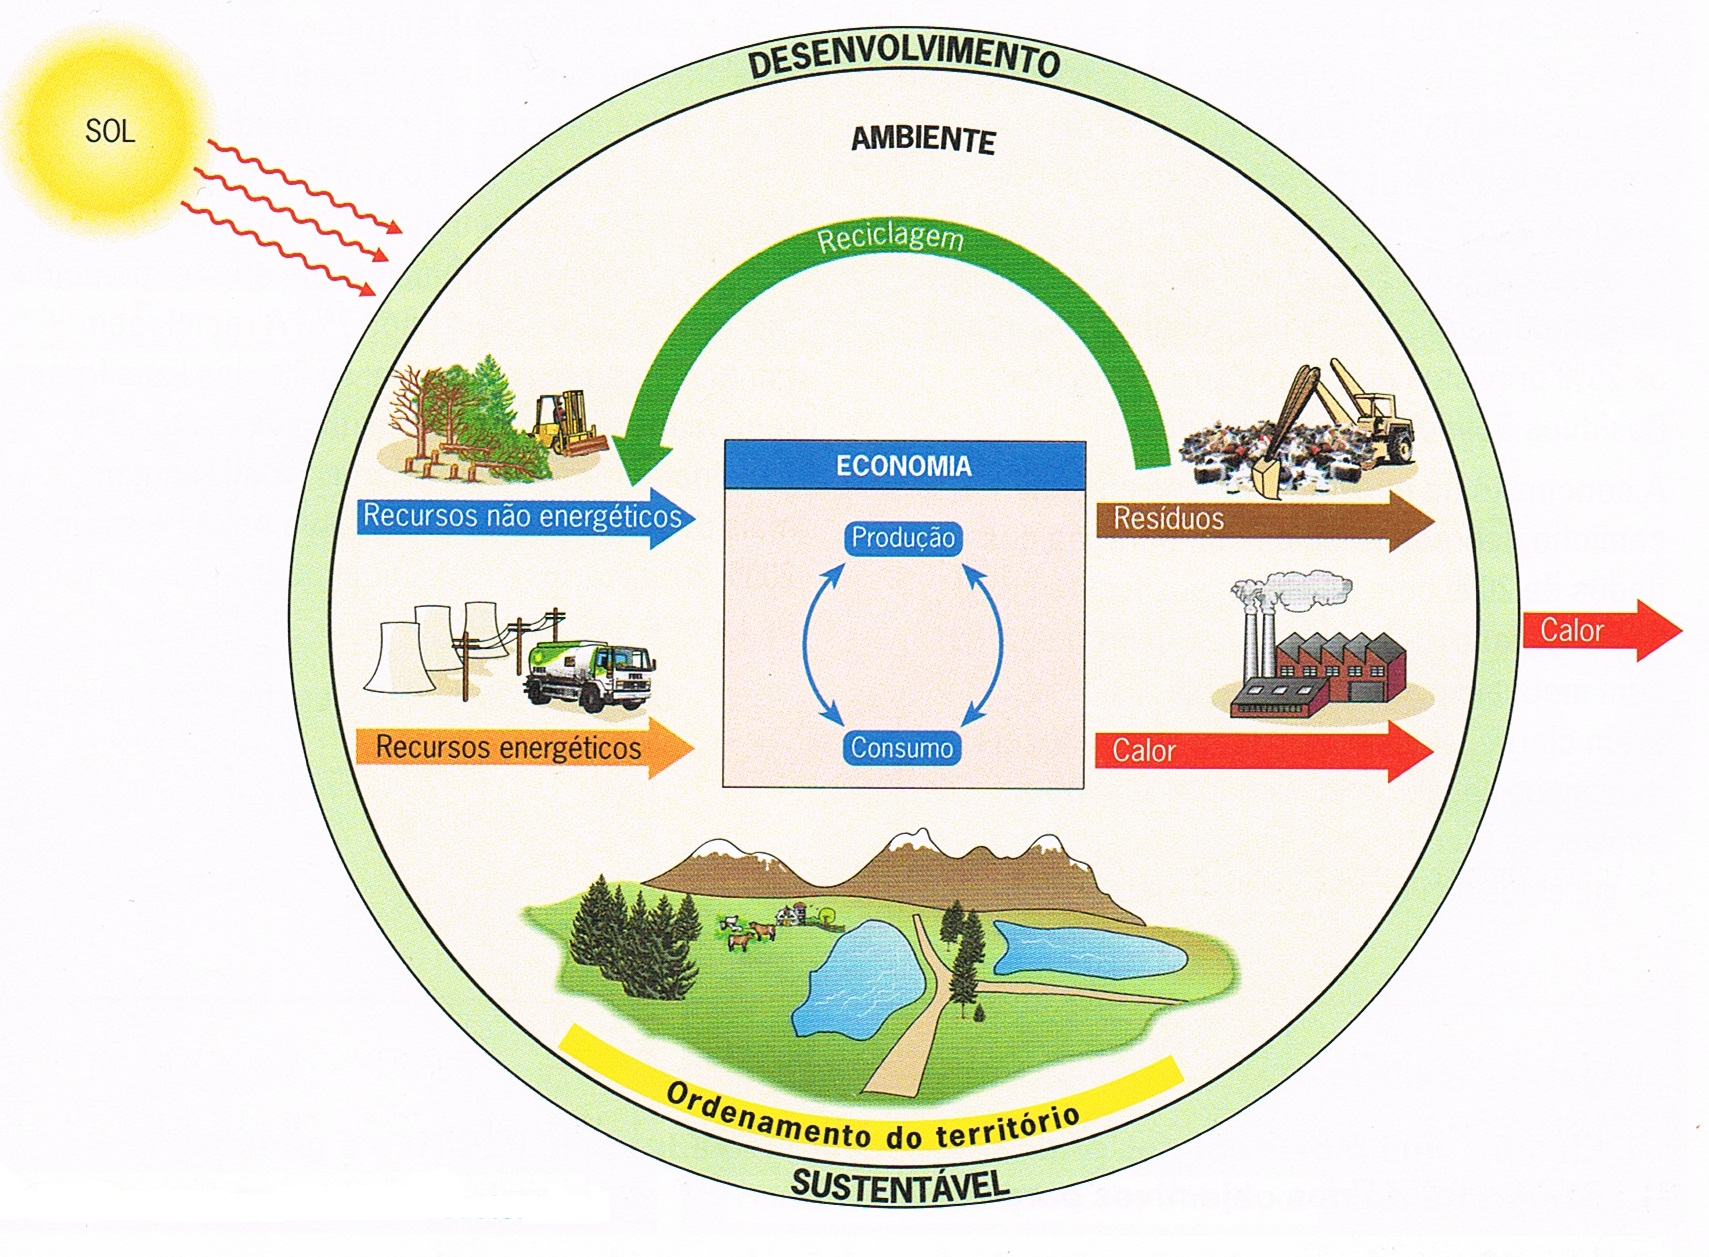 DESENVOLVIMENTO
SOL
AMBIENTE
Reciclagem
ECONOMIA
Recursos não energéticos
Produção
Resíduos
Calor
FUEL
Recursos energéticos
Consumo
Calor
Ordenamento do território
SUSTENTÁVEL